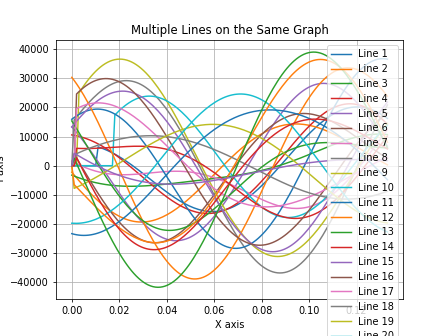 Multiple Lines on the Same Graph
40000
30000
20000
10000
0
−10000
−20000
−30000
−40000
0.00
0.02
0.04
0.06
0.08
0.10
X axis
Line 1
Line 2
Line 3
Line 4
Line 5
Line 6
Line 7
Line 8
Line 9
Line 10
Line 11
Line 12
Line 13
Line 14
Line 15
Line 16
Line 17
Line 18
Line 19
Line 20